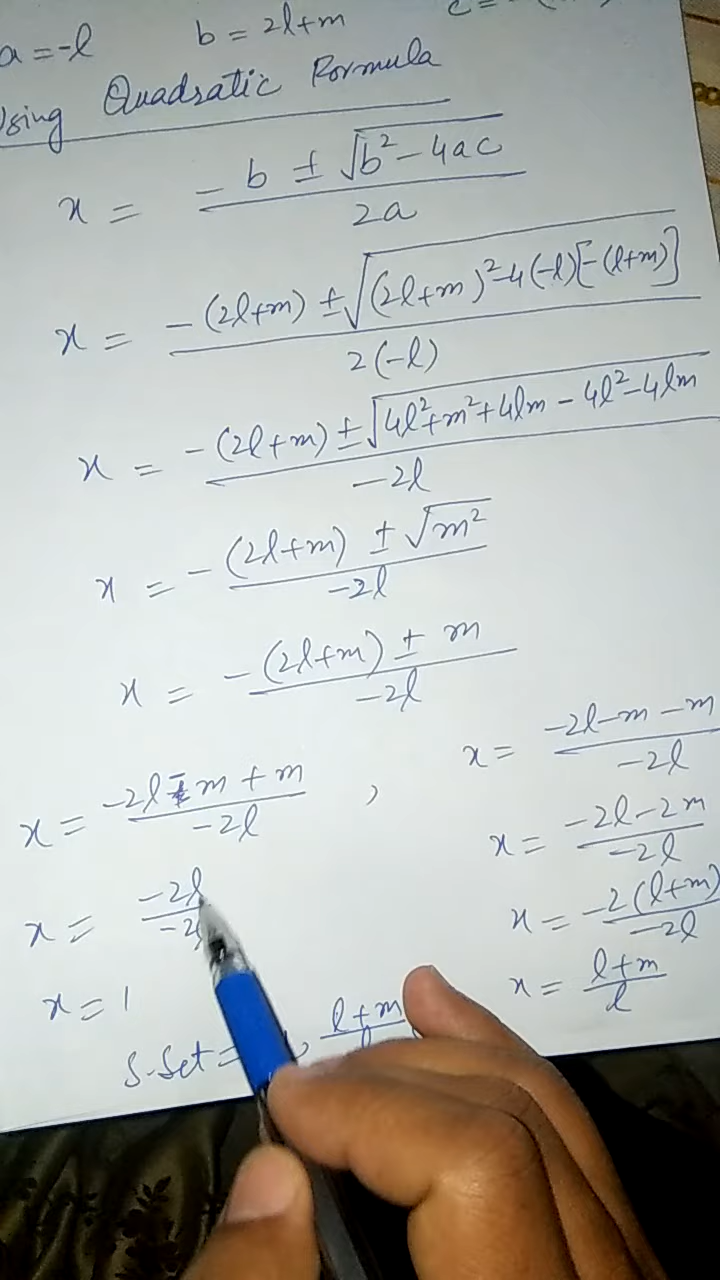 a = -l b = 2l+m c =
Using Quadratic Formula
x = (-b ± √(b² - 4ac)) / 2a
x = (-(2l+m) ± √((2l+m)² - 4(-l)[-(l+m)])) / 2(-l)
x = (-(2l+m) ± √(4l² + m² + 4lm - 4l² - 4lm)) / -2l
x = (-(2l+m) ± √m²) / -2l
x = (-(2l+m) ± m) / -2l
x = (-2l - m + m) / -2l , x = (-2l - m - m) / -2l
x = -2l / -2l x = (-2l - 2m) / -2l
x = 1 x = -2(l+m) / -2l
x = (l+m) / l
S.Set = , l+m